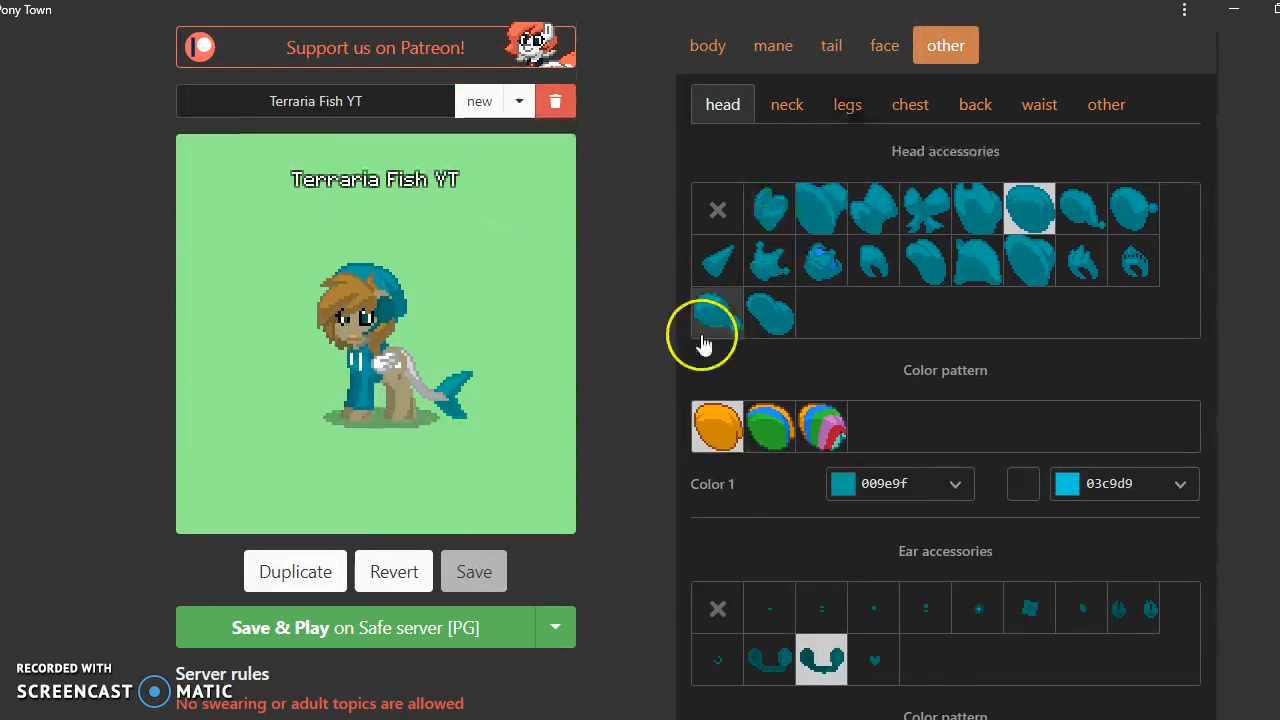 Pony Town
Support us on Patreon!
body mane tail face other
Terraria Fish YT new
head neck legs chest back waist other
Head accessories
Terraria Fish YT
Color pattern
Color 1 009e9f 03c9d9
Ear accessories
Duplicate Revert Save
Save & Play on Safe server [PG]
RECORDED WITH
SCREENCAST MATIC
Server rules
No swearing or adult topics are allowed
Color pattern